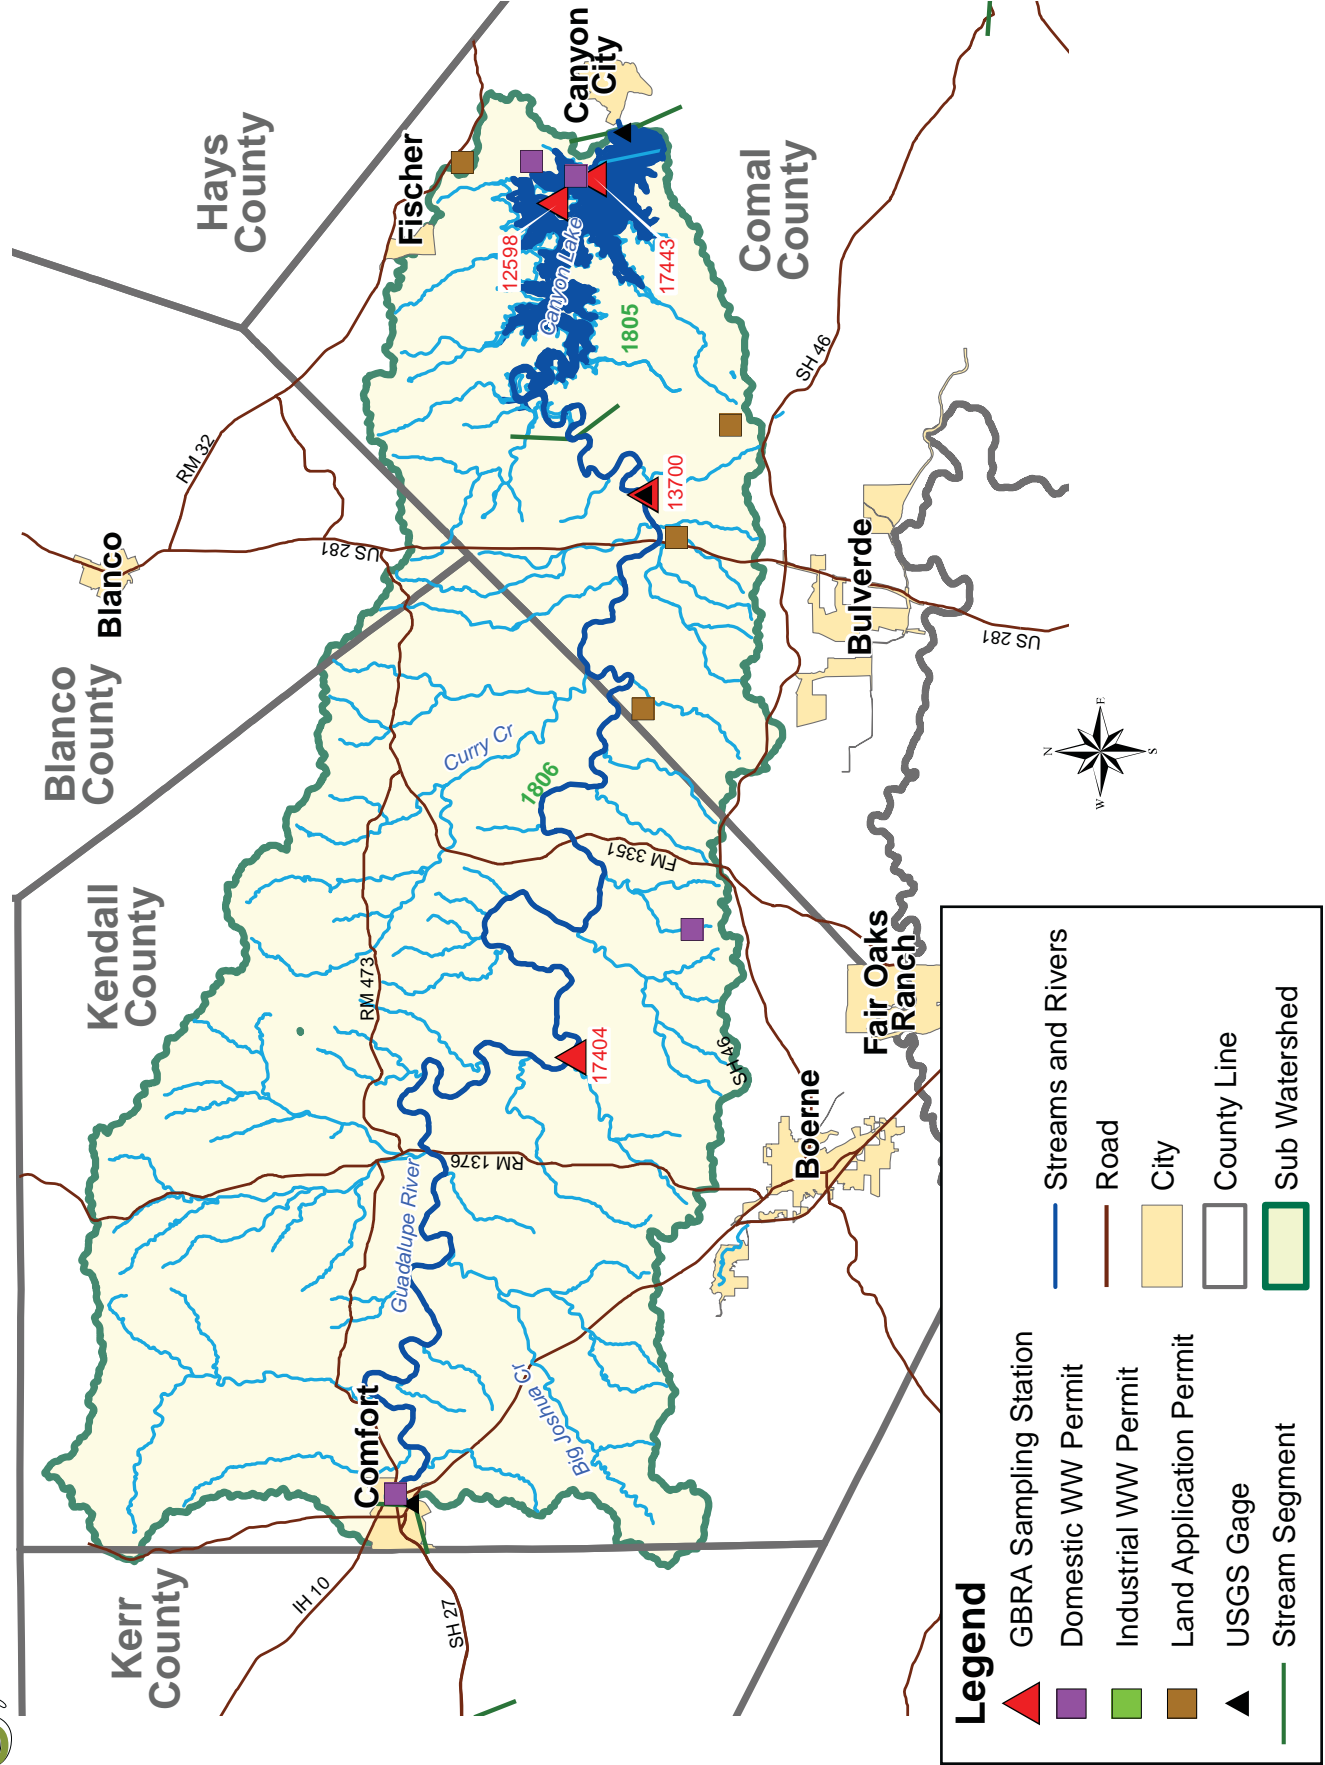 Kerr
County
Kendall
County
Blanco
County
Hays
County
Comal
County
Blanco
Fischer
Canyon
City
Comfort
Boerne
Fair Oaks
Ranch
Bulverde
IH 10
SH 27
RM 473
RM 1376
FM 3351
SH 46
US 281
US 281
RM 32
SH 46
Guadalupe River
Big Joshua Cr
Curry Cr
Canyon Lake
1806
1805
17404
13700
12598
17443
N
E
S
W
Legend
GBRA Sampling Station
Domestic WW Permit
Industrial WW Permit
Land Application Permit
USGS Gage
Stream Segment
Streams and Rivers
Road
City
County Line
Sub Watershed